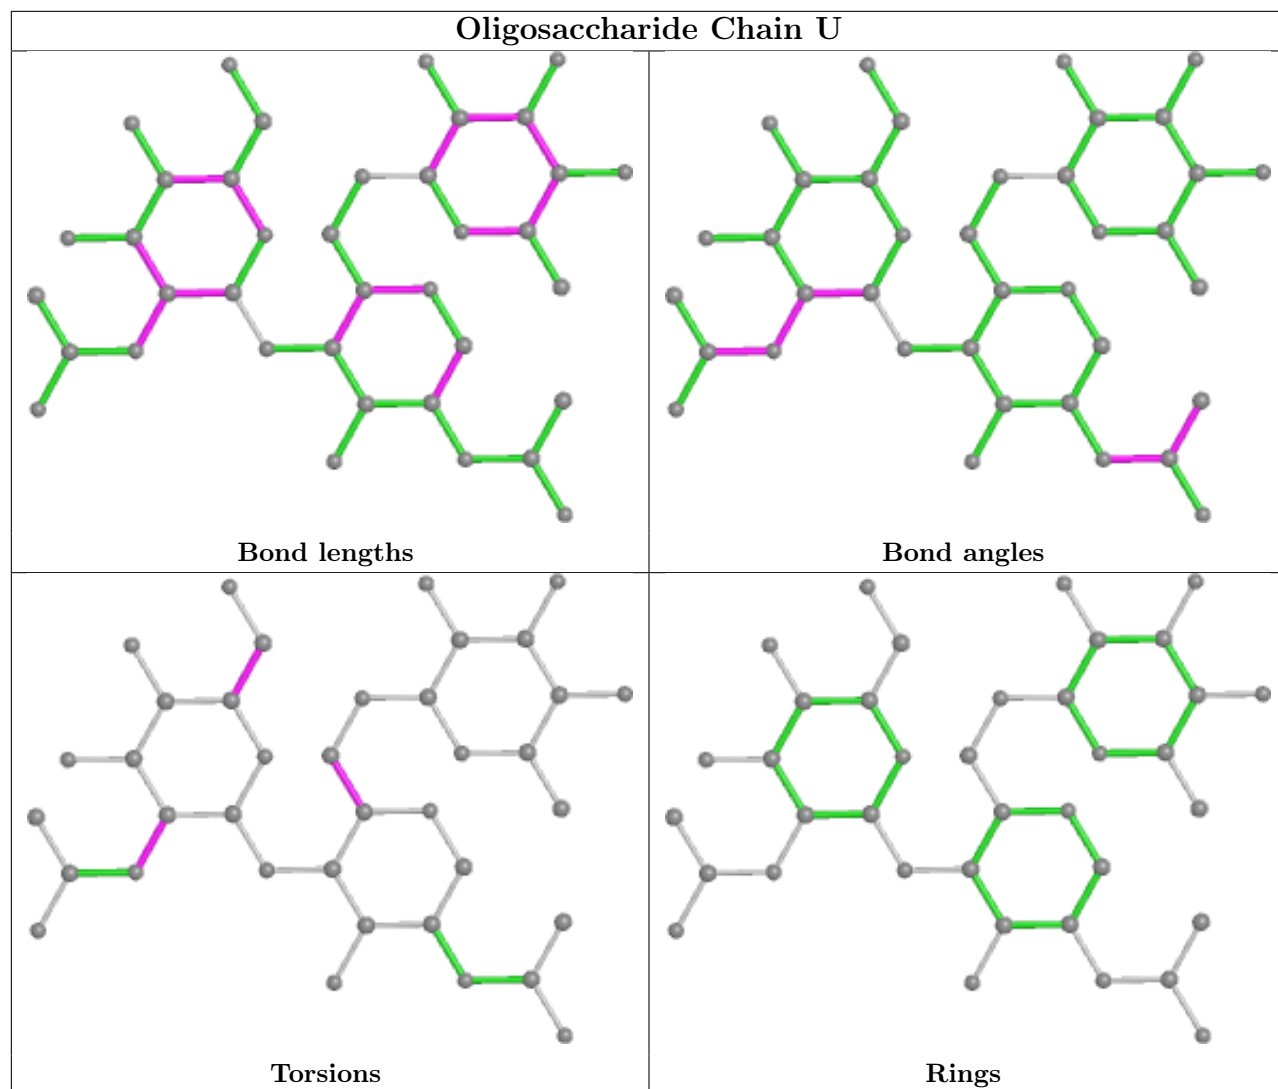 Oligosaccharide Chain U
Bond lengths
Bond angles
Torsions
Rings